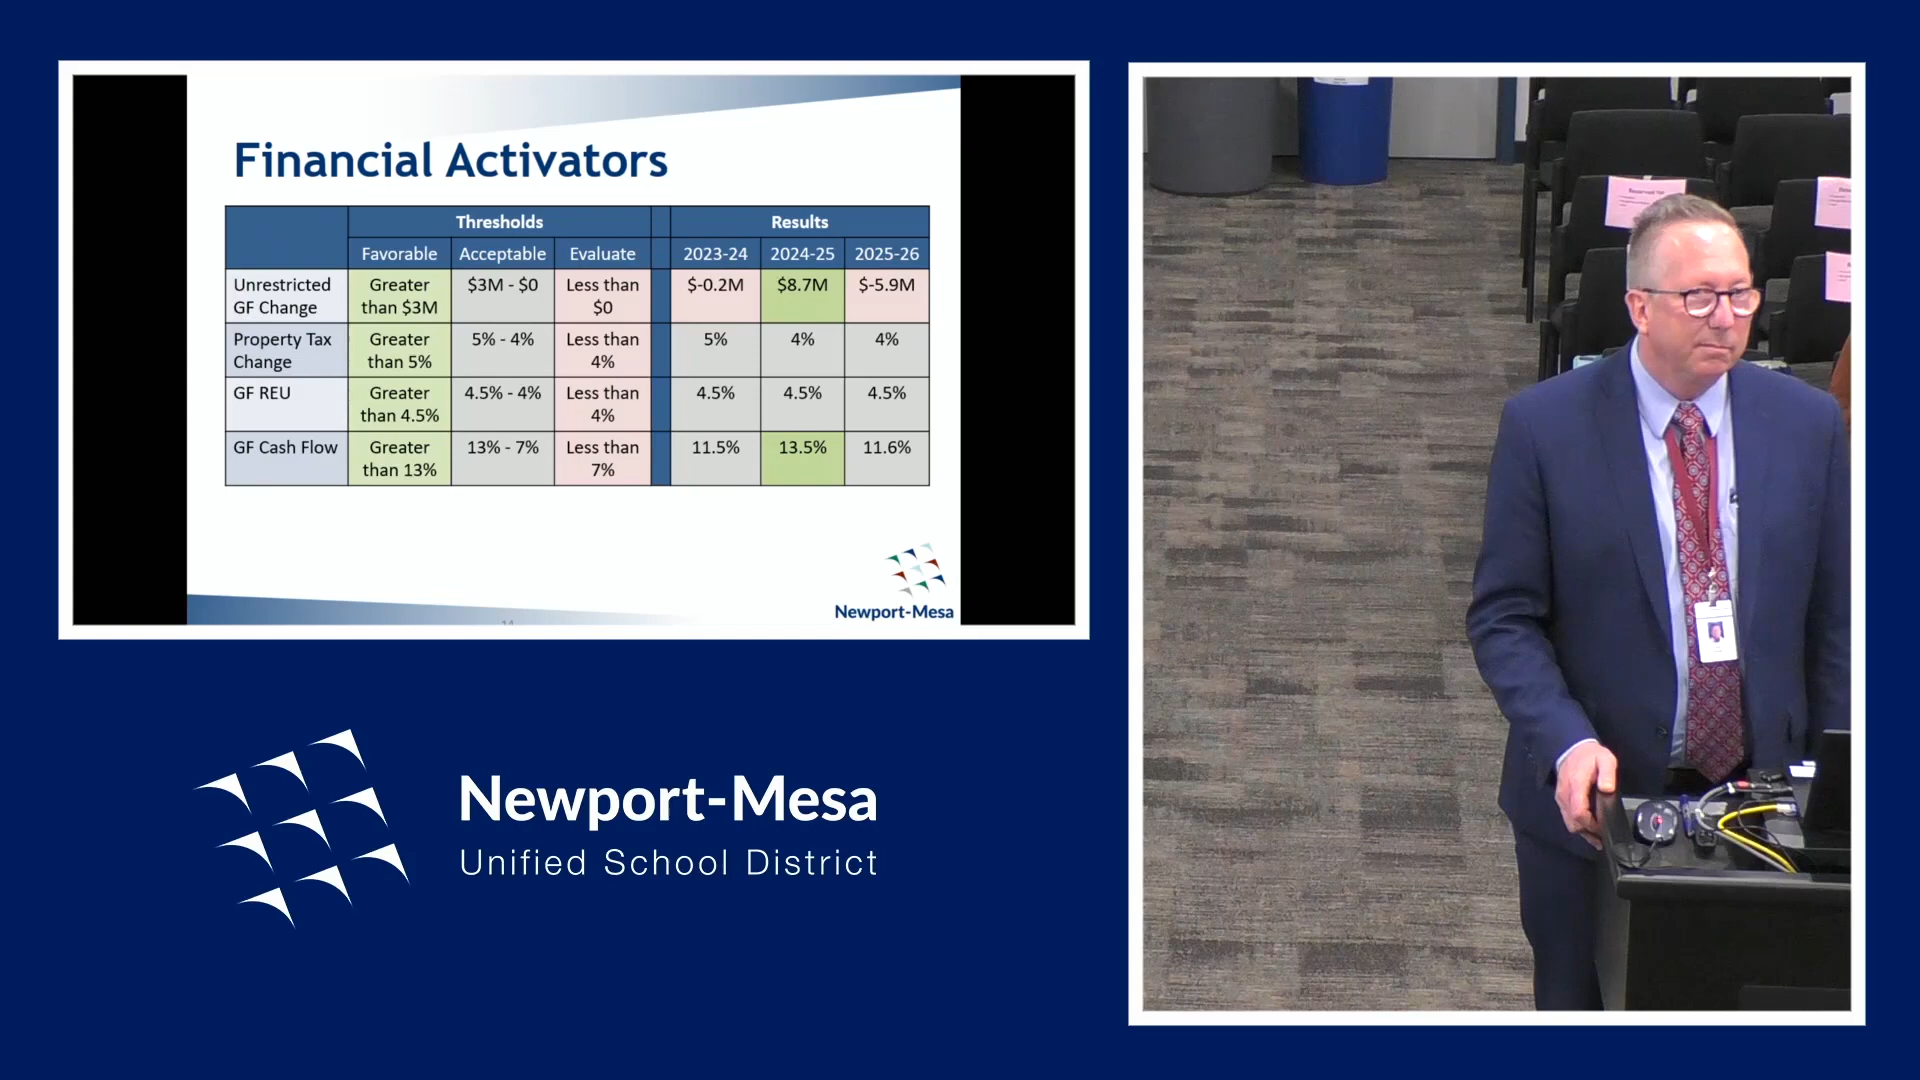 Financial Activators
Thresholds Results
Favorable Acceptable Evaluate 2023-24 2024-25 2025-26
Unrestricted GF Change Greater than $3M $3M - $0 Less than $0 $-0.2M $8.7M $-5.9M
Property Tax Change Greater than 5% 5% - 4% Less than 4% 5% 4% 4%
GF REU Greater than 4.5% 4.5% - 4% Less than 4% 4.5% 4.5% 4.5%
GF Cash Flow Greater than 13% 13% - 7% Less than 7% 11.5% 13.5% 11.6%
Newport-Mesa
Newport-Mesa
Unified School District
Reserved